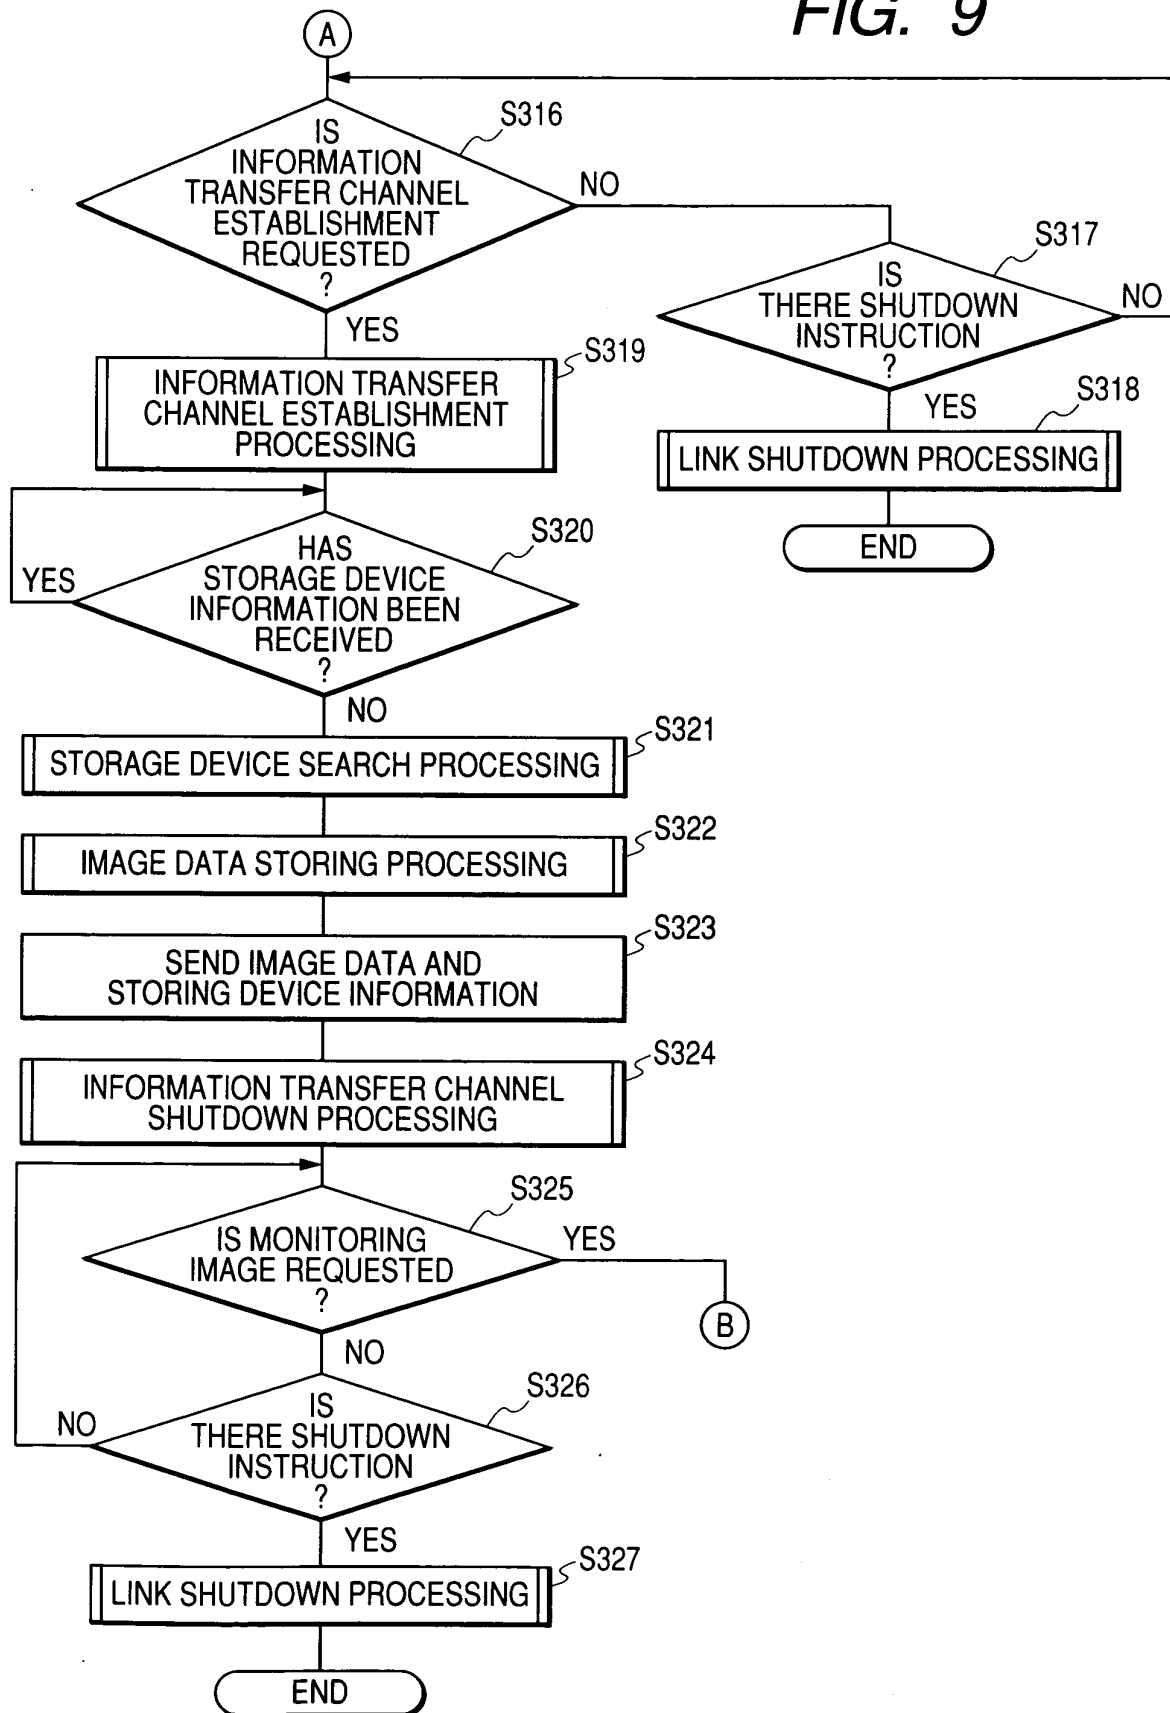 FIG. 9
A
S316
IS
INFORMATION
TRANSFER CHANNEL
ESTABLISHMENT
REQUESTED
?
NO
YES
S317
IS
THERE SHUTDOWN
INSTRUCTION
?
NO
YES
S318
LINK SHUTDOWN PROCESSING
END
S319
INFORMATION TRANSFER
CHANNEL ESTABLISHMENT
PROCESSING
S320
HAS
STORAGE DEVICE
INFORMATION BEEN
RECEIVED
?
YES
NO
S321
STORAGE DEVICE SEARCH PROCESSING
S322
IMAGE DATA STORING PROCESSING
S323
SEND IMAGE DATA AND
STORING DEVICE INFORMATION
S324
INFORMATION TRANSFER CHANNEL
SHUTDOWN PROCESSING
S325
IS MONITORING
IMAGE REQUESTED
?
YES
B
NO
S326
IS
THERE SHUTDOWN
INSTRUCTION
?
NO
YES
S327
LINK SHUTDOWN PROCESSING
END